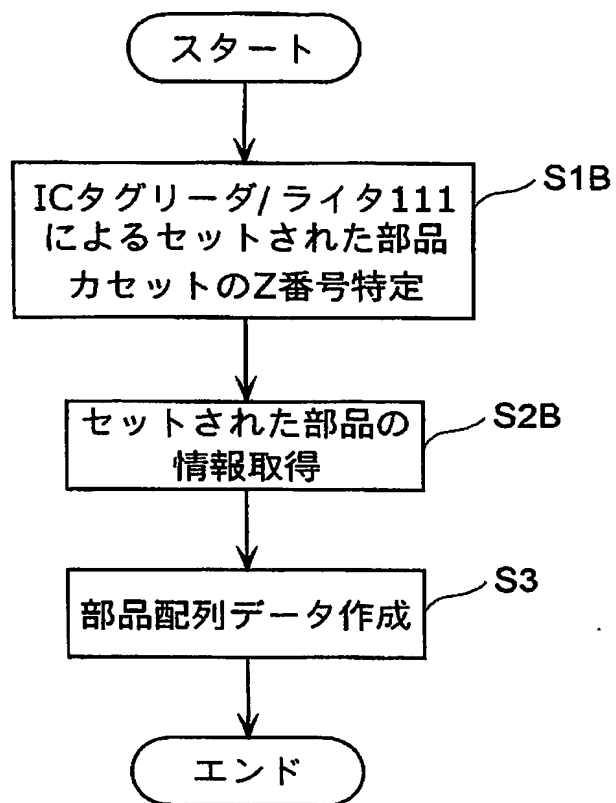 スタート
ICタグリーダ/ライタ111
によるセットされた部品
カセットのZ番号特定
S1B
セットされた部品の
情報取得
S2B
部品配列データ作成
S3
エンド